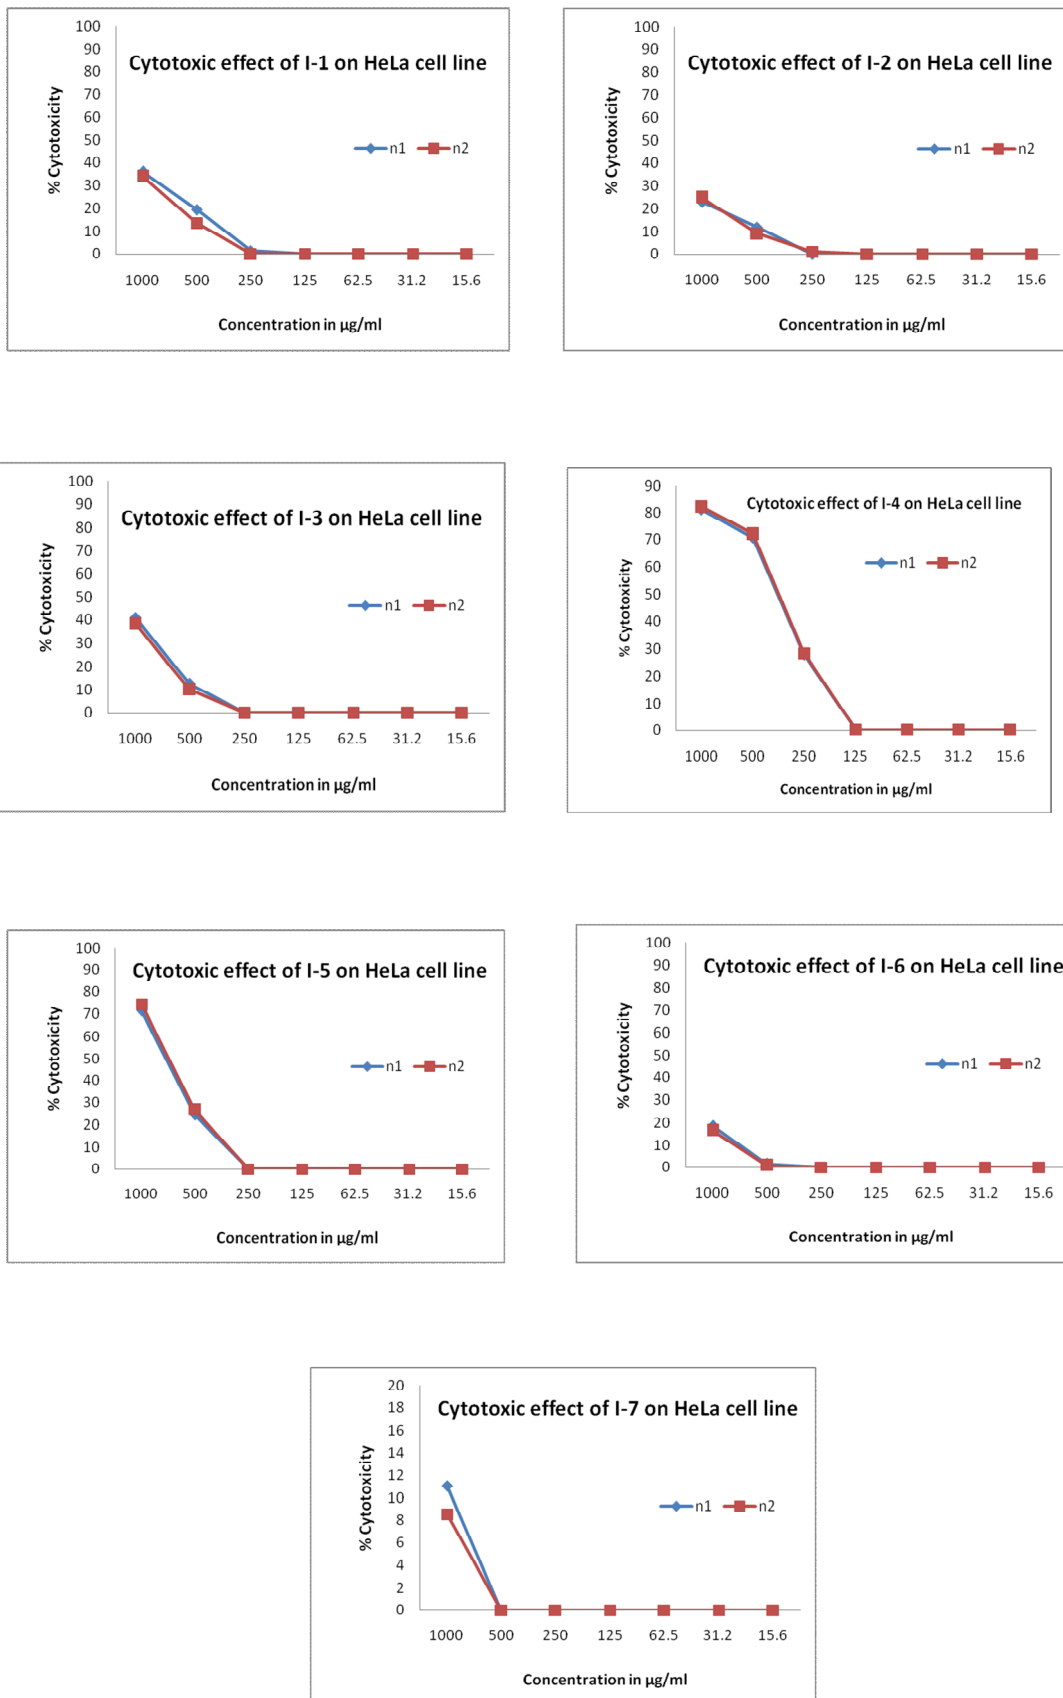 Cytotoxic effect of I-1 on HeLa cell line
% Cytotoxicity
100
90
80
70
60
50
40
30
20
10
0
n1 n2
1000 500 250 125 62.5 31.2 15.6
Concentration in µg/ml
Cytotoxic effect of I-2 on HeLa cell line
% Cytotoxicity
100
90
80
70
60
50
40
30
20
10
0
n1 n2
1000 500 250 125 62.5 31.2 15.6
Concentration in µg/ml
Cytotoxic effect of I-3 on HeLa cell line
% Cytotoxicity
100
90
80
70
60
50
40
30
20
10
0
n1 n2
1000 500 250 125 62.5 31.2 15.6
Concentration in µg/ml
Cytotoxic effect of I-4 on HeLa cell line
% Cytotoxicity
90
80
70
60
50
40
30
20
10
0
n1 n2
1000 500 250 125 62.5 31.2 15.6
Concentration in µg/ml
Cytotoxic effect of I-5 on HeLa cell line
% Cytotoxicity
100
90
80
70
60
50
40
30
20
10
0
n1 n2
1000 500 250 125 62.5 31.2 15.6
Concentration in µg/ml
Cytotoxic effect of I-6 on HeLa cell line
% Cytotoxicity
100
90
80
70
60
50
40
30
20
10
0
n1 n2
1000 500 250 125 62.5 31.2 15.6
Concentration in µg/ml
Cytotoxic effect of I-7 on HeLa cell line
% Cytotoxicity
20
18
16
14
12
10
8
6
4
2
0
n1 n2
1000 500 250 125 62.5 31.2 15.6
Concentration in µg/ml